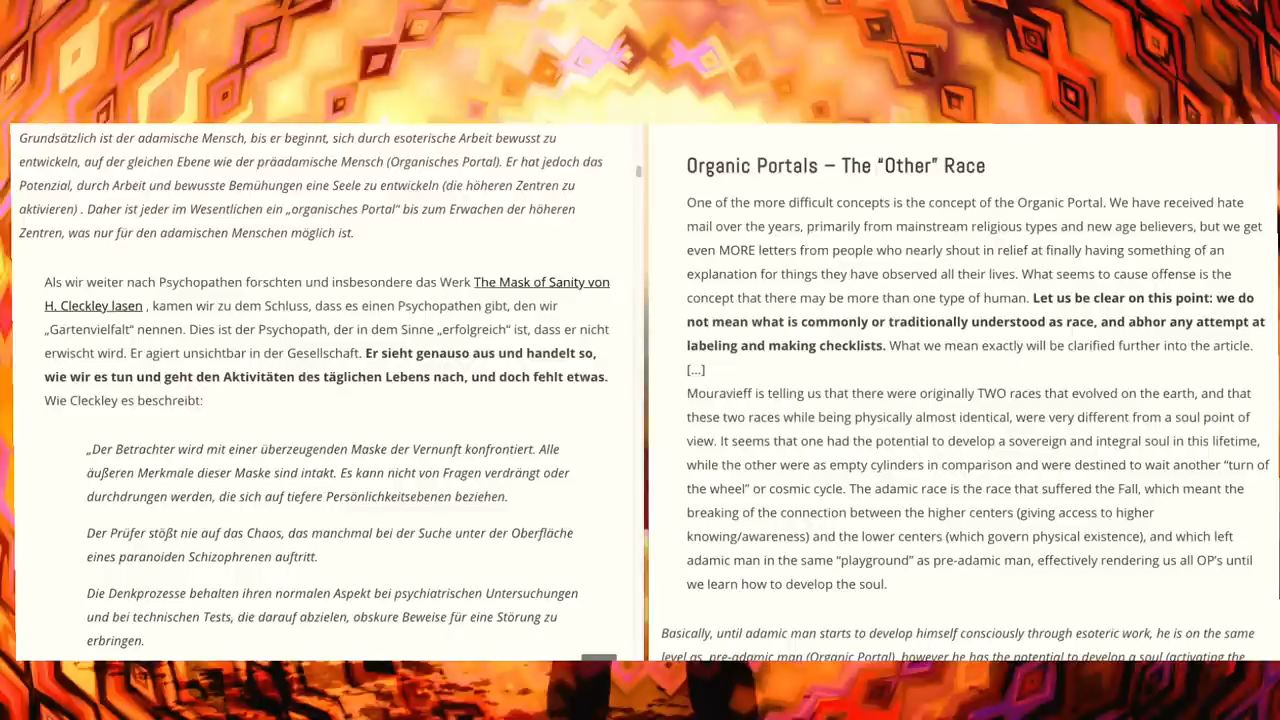 Grundsätzlich ist der adamische Mensch, bis er beginnt, sich durch esoterische Arbeit bewusst zu
entwickeln, auf der gleichen Ebene wie der präadamische Mensch (Organisches Portal). Er hat jedoch das
Potenzial, durch Arbeit und bewusste Bemühungen eine Seele zu entwickeln (die höheren Zentren zu
aktivieren) . Daher ist jeder im Wesentlichen ein „organisches Portal“ bis zum Erwachen der höheren
Zentren, was nur für den adamischen Menschen möglich ist.
Als wir weiter nach Psychopathen forschten und insbesondere das Werk The Mask of Sanity von
H. Cleckley lasen , kamen wir zu dem Schluss, dass es einen Psychopathen gibt, den wir
„Gartenvielfalt“ nennen. Dies ist der Psychopath, der in dem Sinne „erfolgreich“ ist, dass er nicht
erwischt wird. Er agiert unsichtbar in der Gesellschaft. Er sieht genauso aus und handelt so,
wie wir es tun und geht den Aktivitäten des täglichen Lebens nach, und doch fehlt etwas.
Wie Cleckley es beschreibt:
„Der Betrachter wird mit einer überzeugenden Maske der Vernunft konfrontiert. Alle
äußeren Merkmale dieser Maske sind intakt. Es kann nicht von Fragen verdrängt oder
durchdrungen werden, die sich auf tiefere Persönlichkeitsebenen beziehen.
Der Prüfer stößt nie auf das Chaos, das manchmal bei der Suche unter der Oberfläche
eines paranoiden Schizophrenen auftritt.
Die Denkprozesse behalten ihren normalen Aspekt bei psychiatrischen Untersuchungen
und bei technischen Tests, die darauf abzielen, obskure Beweise für eine Störung zu
erbringen.
Organic Portals – The “Other” Race
One of the more difficult concepts is the concept of the Organic Portal. We have received hate
mail over the years, primarily from mainstream religious types and new age believers, but we get
even MORE letters from people who nearly shout in relief at finally having something of an
explanation for things they have observed all their lives. What seems to cause offense is the
concept that there may be more than one type of human. Let us be clear on this point: we do
not mean what is commonly or traditionally understood as race, and abhor any attempt at
labeling and making checklists. What we mean exactly will be clarified further into the article.
[...]
Mouravieff is telling us that there were originally TWO races that evolved on the earth, and that
these two races while being physically almost identical, were very different from a soul point of
view. It seems that one had the potential to develop a sovereign and integral soul in this lifetime,
while the other were as empty cylinders in comparison and were destined to wait another “turn of
the wheel” or cosmic cycle. The adamic race is the race that suffered the Fall, which meant the
breaking of the connection between the higher centers (giving access to higher
knowing/awareness) and the lower centers (which govern physical existence), and which left
adamic man in the same “playground” as pre-adamic man, effectively rendering us all OP’s until
we learn how to develop the soul.
Basically, until adamic man starts to develop himself consciously through esoteric work, he is on the same
level as pre-adamic man (Organic Portal), however he has the potential to develop a soul (activating the